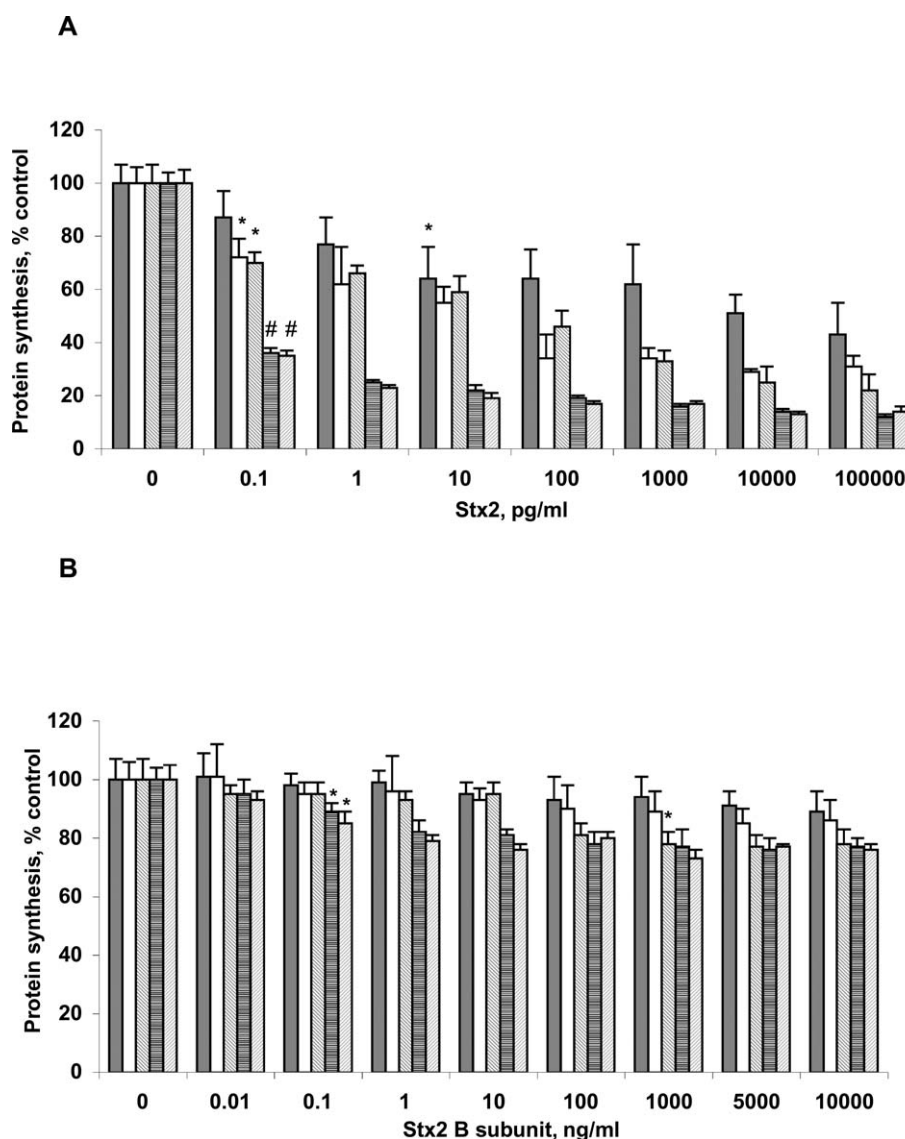 A
Protein synthesis, % control
120
100
80
60
40
20
0
* * # # *
0 0.1 1 10 100 1000 10000 100000
Stx2, pg/ml
B
Protein synthesis, % control
120
100
80
60
40
20
0
* * *
0 0.01 0.1 1 10 100 1000 5000 10000
Stx2 B subunit, ng/ml